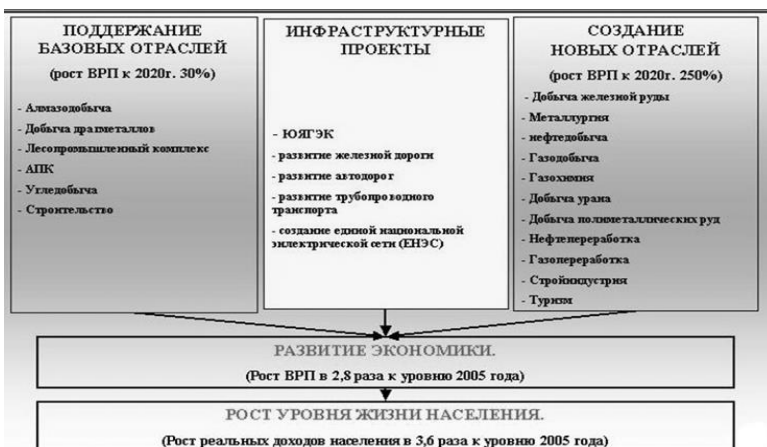 ПОДДЕРЖАНИЕ
БАЗОВЫХ ОТРАСЛЕЙ
(рост ВРП к 2020г. 30%)
- Алмазодобыча
- Добыча драгметаллов
- Лесопромышленный комплекс
- АПК
- Угледобыча
- Строительство
ИНФРАСТРУКТУРНЫЕ
ПРОЕКТЫ
- ЮЯГЭК
- развитие железной дороги
- развитие автодорог
- развитие трубопроводного
транспорта
- создание единой национальной
энлектрической сети (ЕНЭС)
СОЗДАНИЕ
НОВЫХ ОТРАСЛЕЙ
(рост ВРП к 2020г. 250%)
- Добыча железной руды
- Металлургия
- нефтедобыча
- Газодобыча
- Газохимия
- Добыча урана
- Добыча полиметаллических руд
- Нефтепереработка
- Газопереработка
- Стройиндустрия
- Туризм
РАЗВИТИЕ ЭКОНОМИКИ.
(Рост ВРП в 2,8 раза к уровню 2005 года)
РОСТ УРОВНЯ ЖИЗНИ НАСЕЛЕНИЯ.
(Рост реальных доходов населения в 3,6 раза к уровню 2005 года)